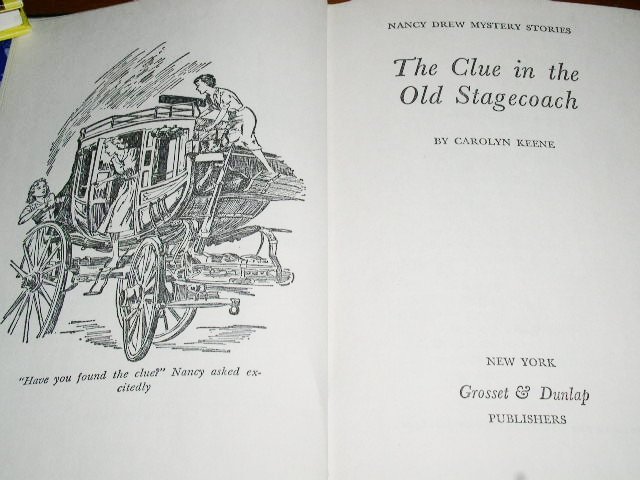 "Have you found the clue?" Nancy asked ex-
citedly
NANCY DREW MYSTERY STORIES
The Clue in the
Old Stagecoach
BY CAROLYN KEENE
NEW YORK
Grosset & Dunlap
PUBLISHERS